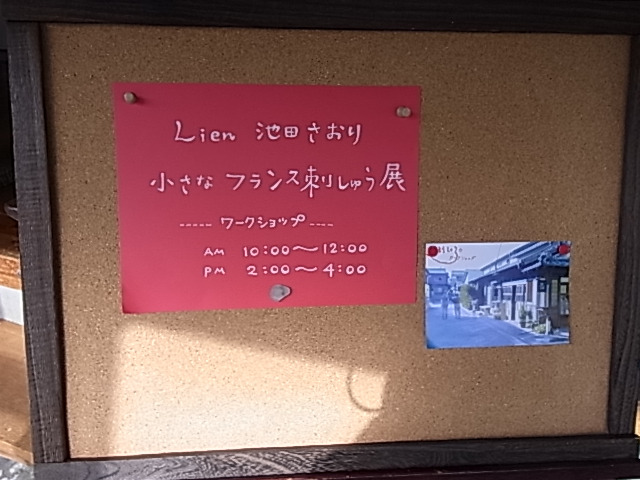 Lien 池田さおり
小さな フランス刺しゅう展
----- ワークショップ ----
AM 10:00〜12:00
PM 2:00〜4:00